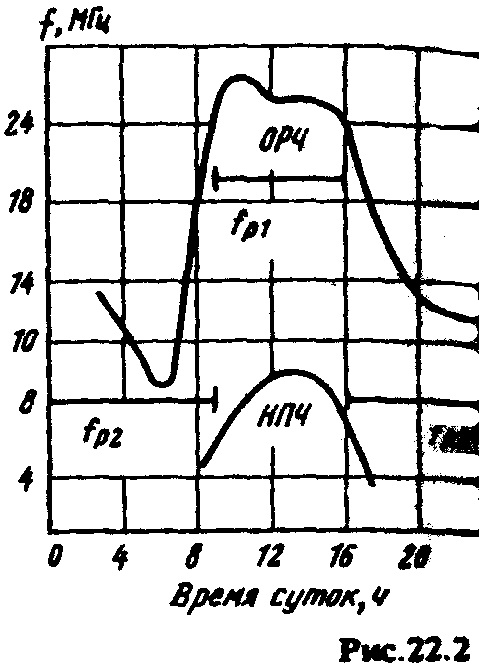 f, МГц
24
ОРЧ
18
fр1
14
10
8
НПЧ
fр2
4
0 4 8 12 16 20
Время суток, ч
Рис.22.2